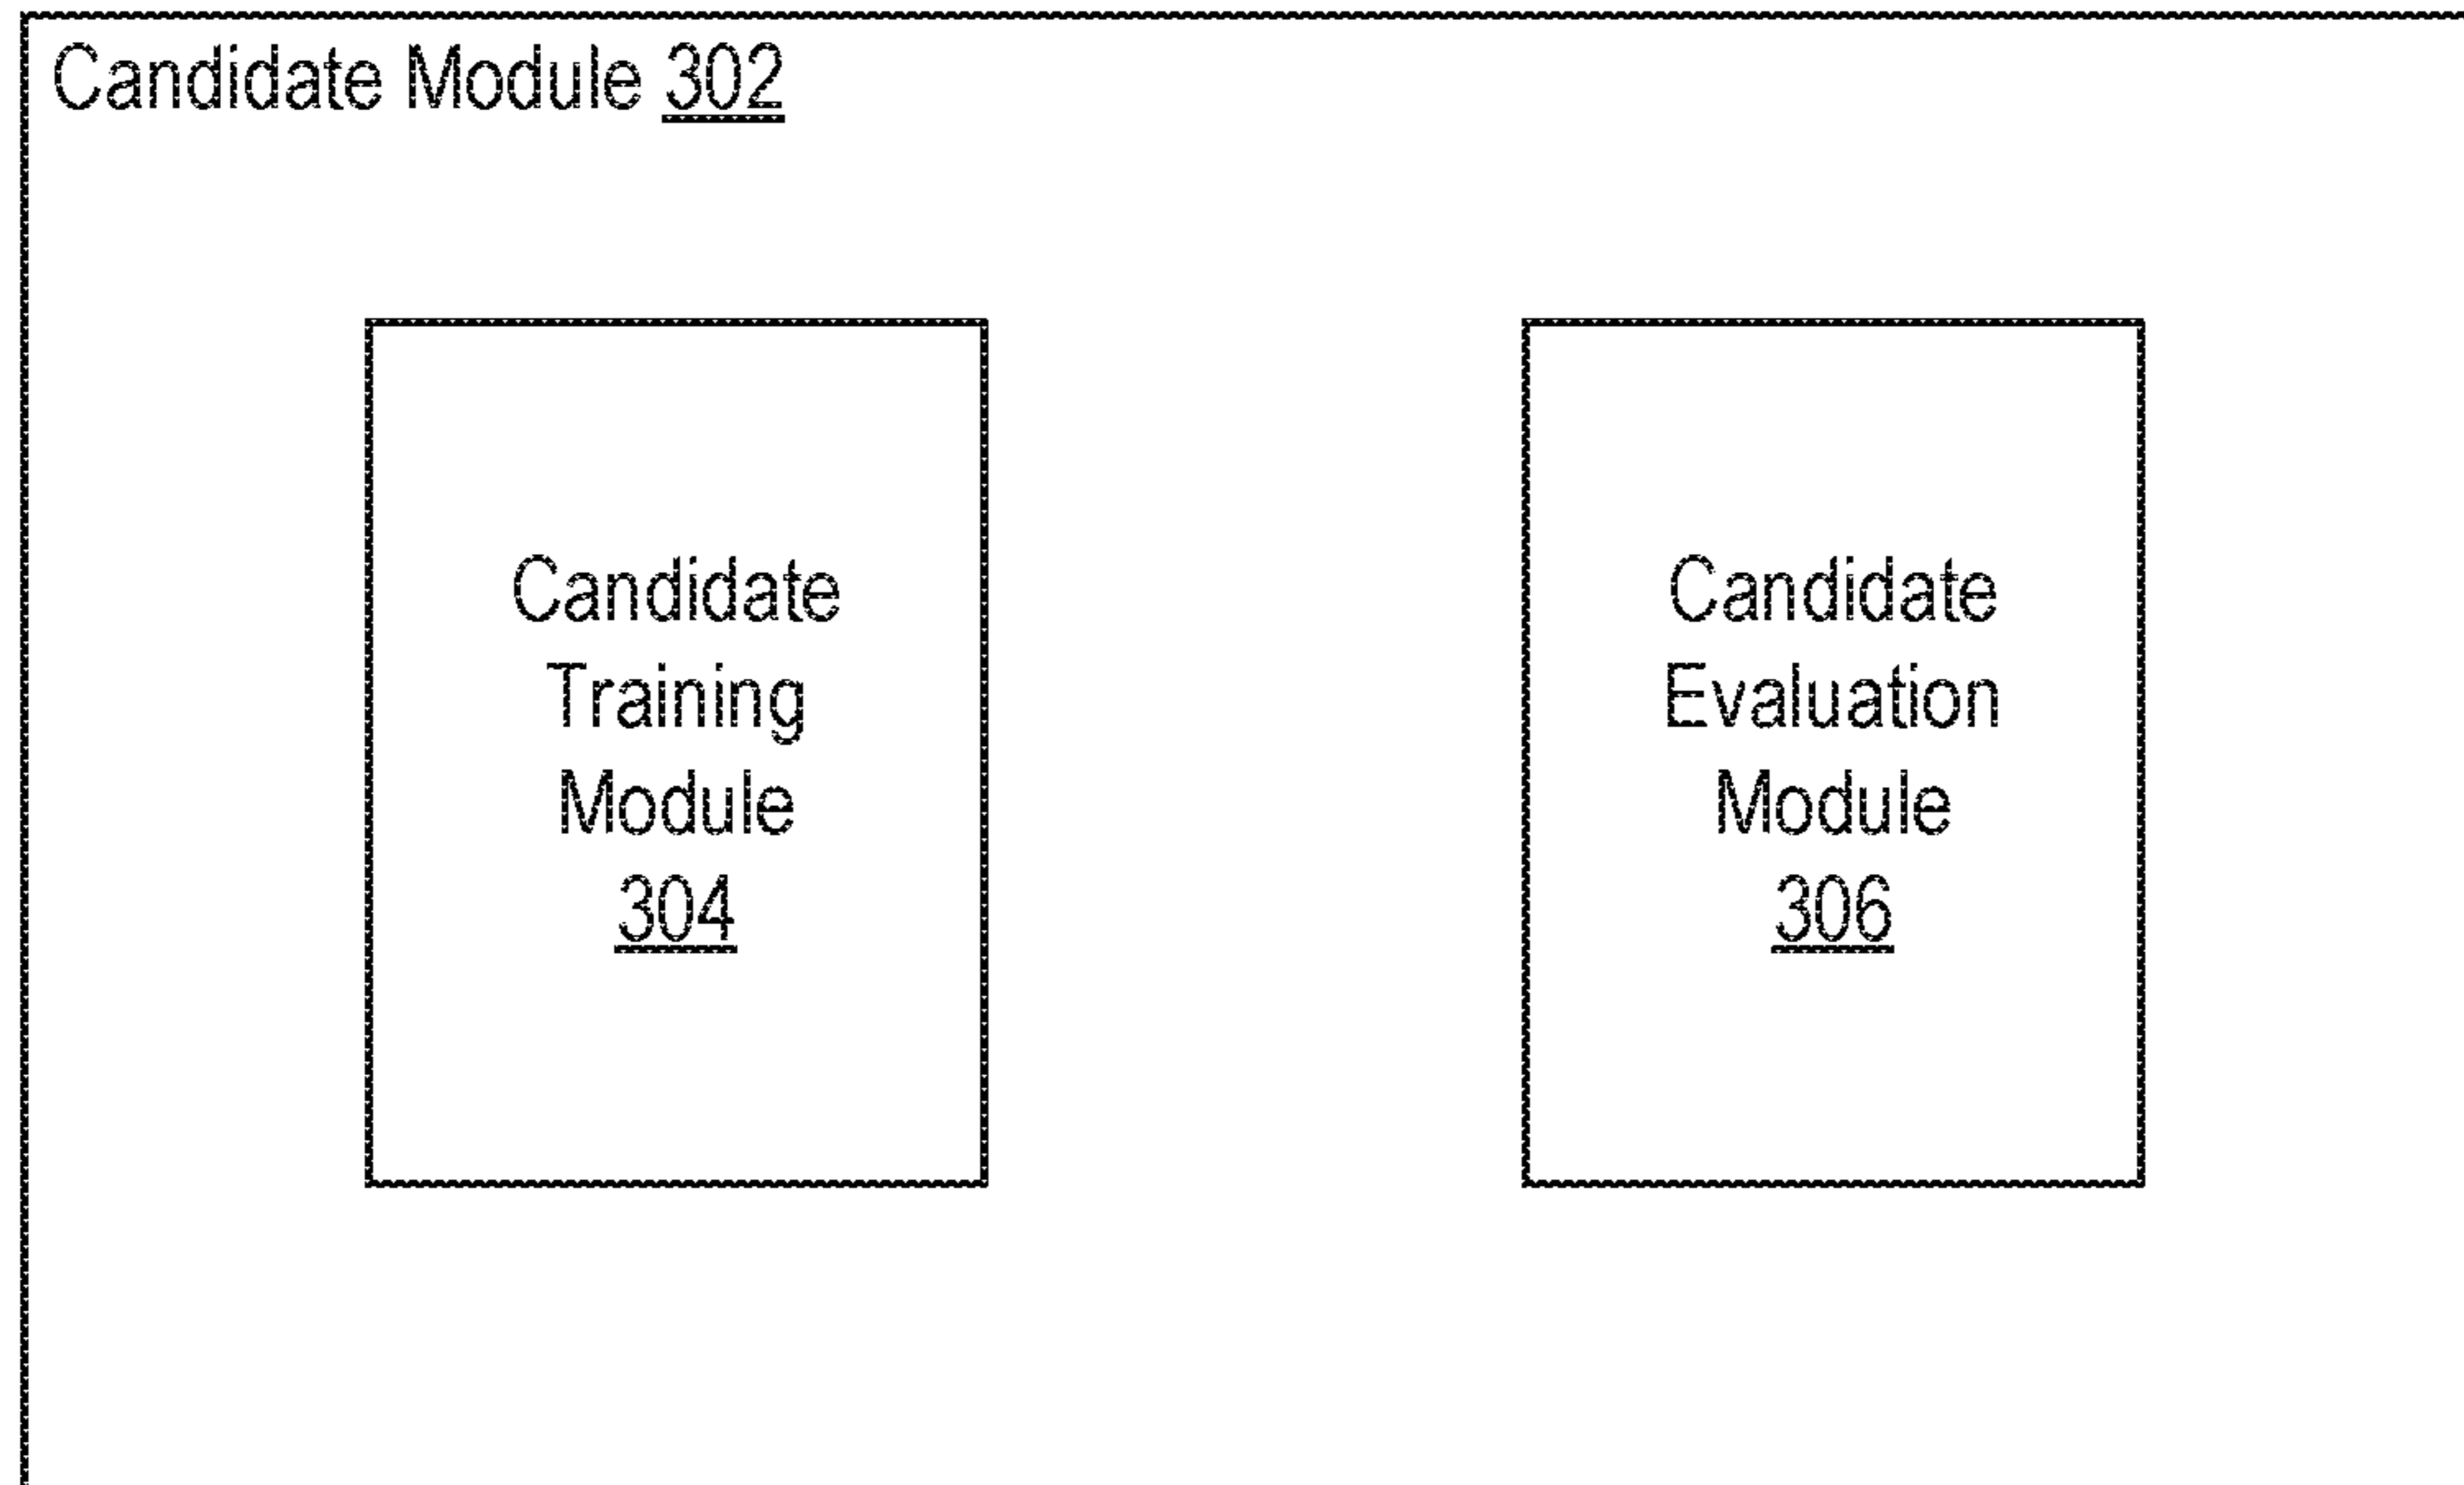 Candidate Module 302
Candidate
Training
Module
304
Candidate
Evaluation
Module
306